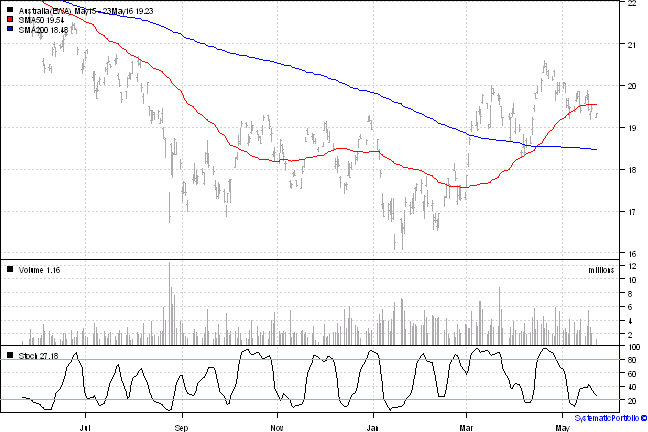 Australia(EWA) May15 - 23May16 19.23
SMA50 19.54
SMA200 18.48
22
21
20
19
18
17
16
Volume 1.16
millions
12
10
8
6
4
2
Stoch 27.18
100
80
60
40
20
Jul Sep Nov Jan Mar May
SystematicPortfolio ©